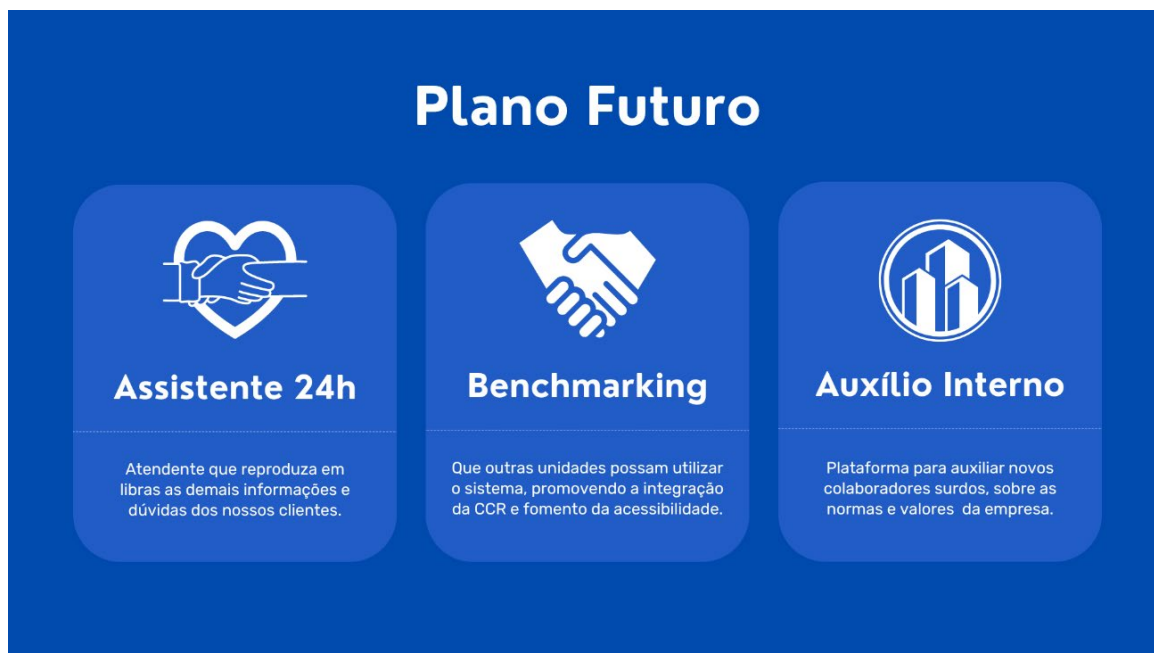 Plano Futuro
Assistente 24h
Atendente que reproduza em
libras as demais informações e
dúvidas dos nossos clientes.
Benchmarking
Que outras unidades possam utilizar
o sistema, promovendo a integração
da CCR e fomento da acessibilidade.
Auxílio Interno
Plataforma para auxiliar novos
colaboradores surdos, sobre as
normas e valores da empresa.